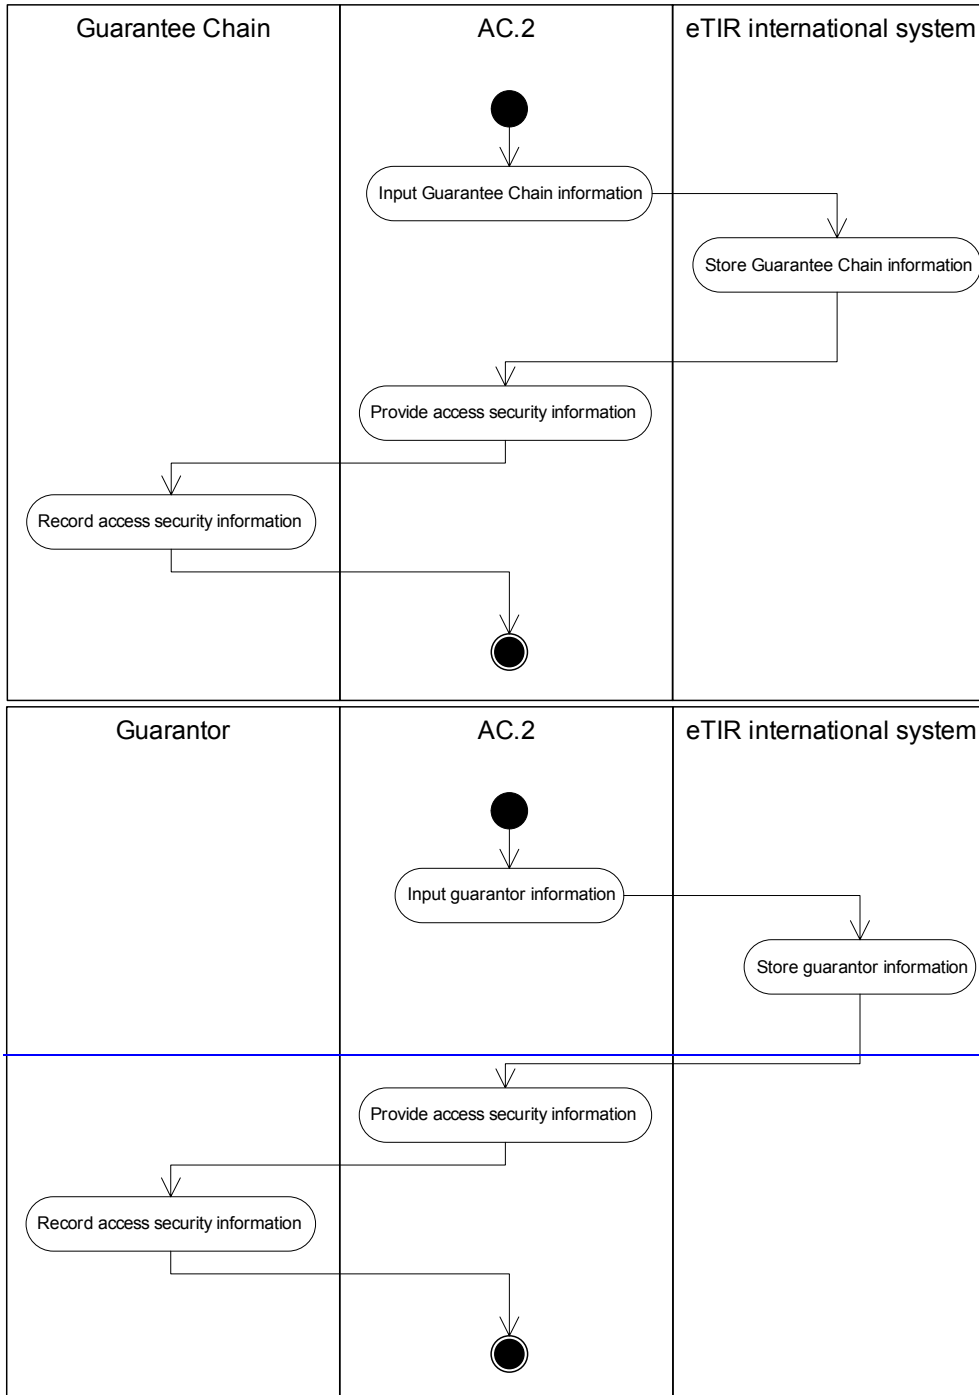 Guarantee Chain
AC.2
eTIR international system
Input Guarantee Chain information
Store Guarantee Chain information
Provide access security information
Record access security information
Guarantor
AC.2
eTIR international system
Input guarantor information
Store guarantor information
Provide access security information
Record access security information